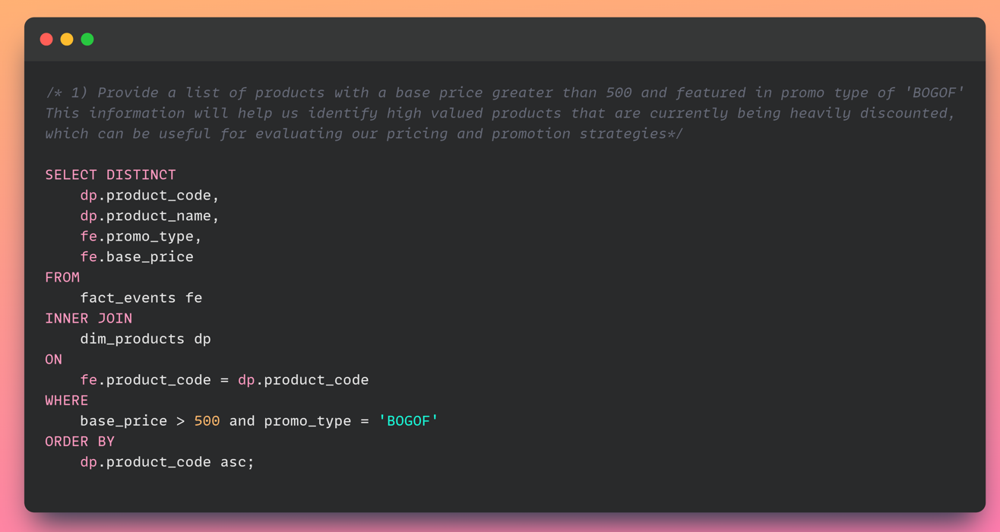 /* 1) Provide a list of products with a base price greater than 500 and featured in promo type of 'BOGOF'
This information will help us identify high valued products that are currently being heavily discounted,
which can be useful for evaluating our pricing and promotion strategies*/
SELECT DISTINCT
    dp.product_code,
    dp.product_name,
    fe.promo_type,
    fe.base_price
FROM
    fact_events fe
INNER JOIN
    dim_products dp
ON
    fe.product_code = dp.product_code
WHERE
    base_price > 500 and promo_type = 'BOGOF'
ORDER BY
    dp.product_code asc;